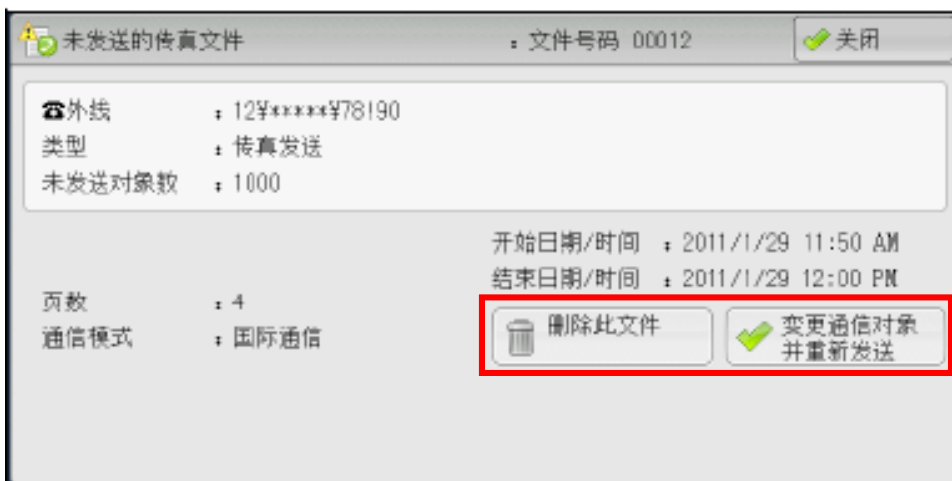 未发送的传真文件 : 文件号码 00012 关闭
☎外线 : 12¥*****¥78!90
类型 : 传真发送
未发送对象数 : 1000
开始日期/时间 : 2011/1/29 11:50 AM
结束日期/时间 : 2011/1/29 12:00 PM
页数 : 4
通信模式 : 国际通信
删除此文件
变更通信对象
并重新发送